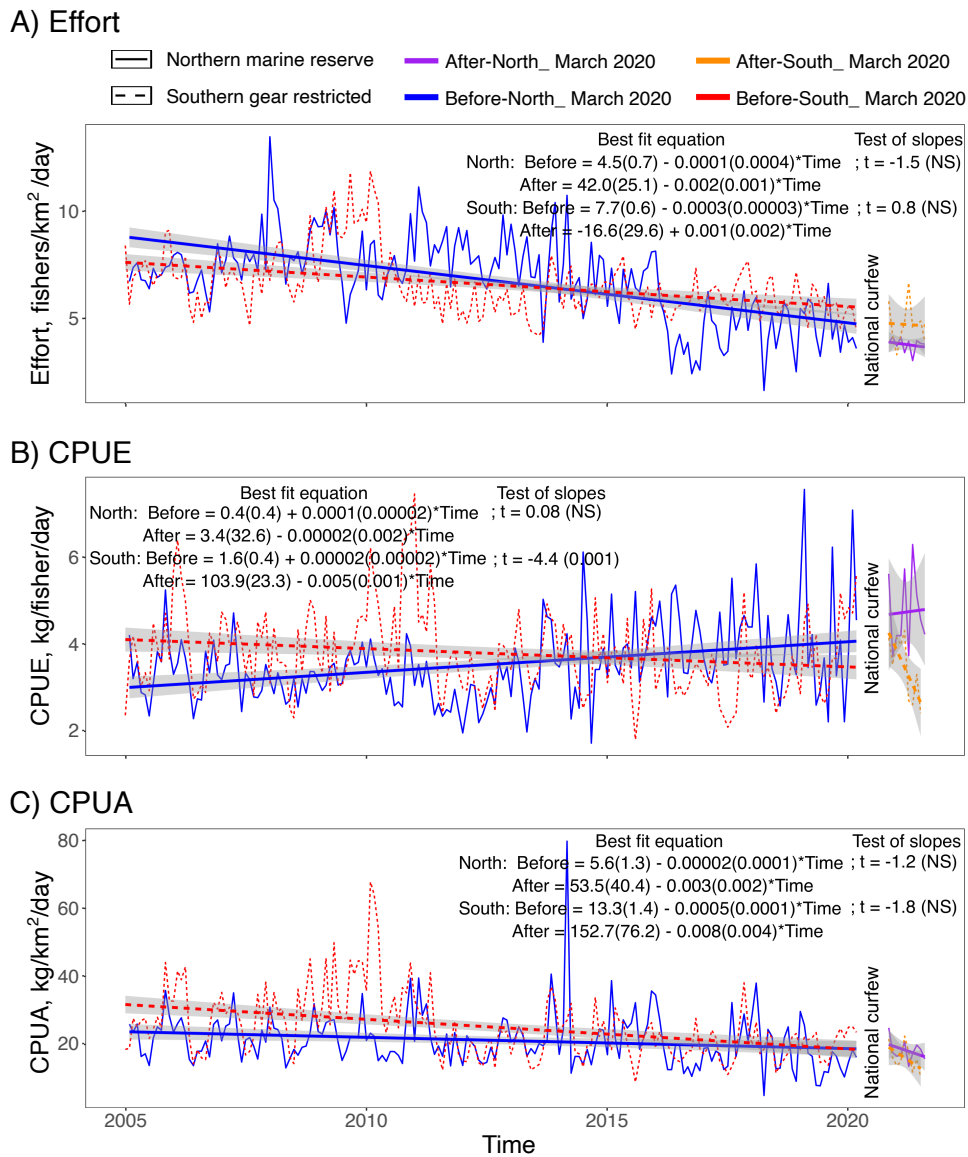 A) Effort
Northern marine reserve After-North_ March 2020 After-South_ March 2020
Southern gear restricted Before-North_ March 2020 Before-South_ March 2020
Best fit equation Test of slopes
North: Before = 4.5(0.7) - 0.0001(0.0004)*Time ; t = -1.5 (NS)
After = 42.0(25.1) - 0.002(0.001)*Time
South: Before = 7.7(0.6) - 0.0003(0.00003)*Time ; t = 0.8 (NS)
After = -16.6(29.6) + 0.001(0.002)*Time
10
5
Effort, fishers/km² /day
National curfew
B) CPUE
Best fit equation Test of slopes
North: Before = 0.4(0.4) + 0.0001(0.00002)*Time ; t = 0.08 (NS)
After = 3.4(32.6) - 0.00002(0.002)*Time
South: Before = 1.6(0.4) + 0.00002(0.00002)*Time ; t = -4.4 (0.001)
After = 103.9(23.3) - 0.005(0.001)*Time
6
4
2
CPUE, kg/fisher/day
National curfew
C) CPUA
Best fit equation Test of slopes
North: Before = 5.6(1.3) - 0.00002(0.0001)*Time ; t = -1.2 (NS)
After = 53.5(40.4) - 0.003(0.002)*Time
South: Before = 13.3(1.4) - 0.0005(0.0001)*Time ; t = -1.8 (NS)
After = 152.7(76.2) - 0.008(0.004)*Time
80
60
40
20
CPUA, kg/km²/day
National curfew
2005 2010 2015 2020
Time